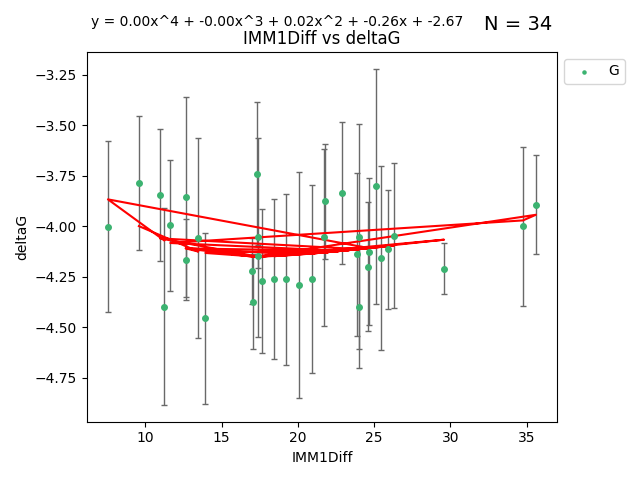 y = 0.00x^4 + -0.00x^3 + 0.02x^2 + -0.26x + -2.67
N = 34
IMM1Diff vs deltaG
G
−3.25
−3.50
−3.75
−4.00
−4.25
−4.50
−4.75
deltaG
10 15 20 25 30 35
IMM1Diff